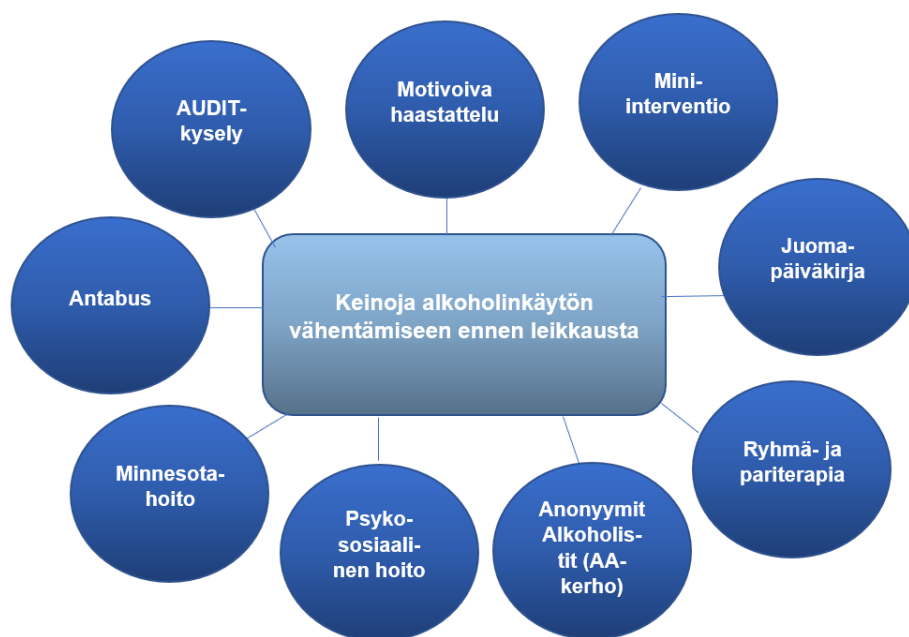 AUDIT-
kysely
Motivoiva
haastattelu
Mini-
interventio
Juoma-
päiväkirja
Antabus
Keinoja alkoholinkäytön
vähentämiseen ennen leikkausta
Ryhmä- ja
pariterapia
Minnesota-
hoito
Psyko-
sosiaali-
nen hoito
Anonyymit
Alkoholis-
tit (AA-
kerho)